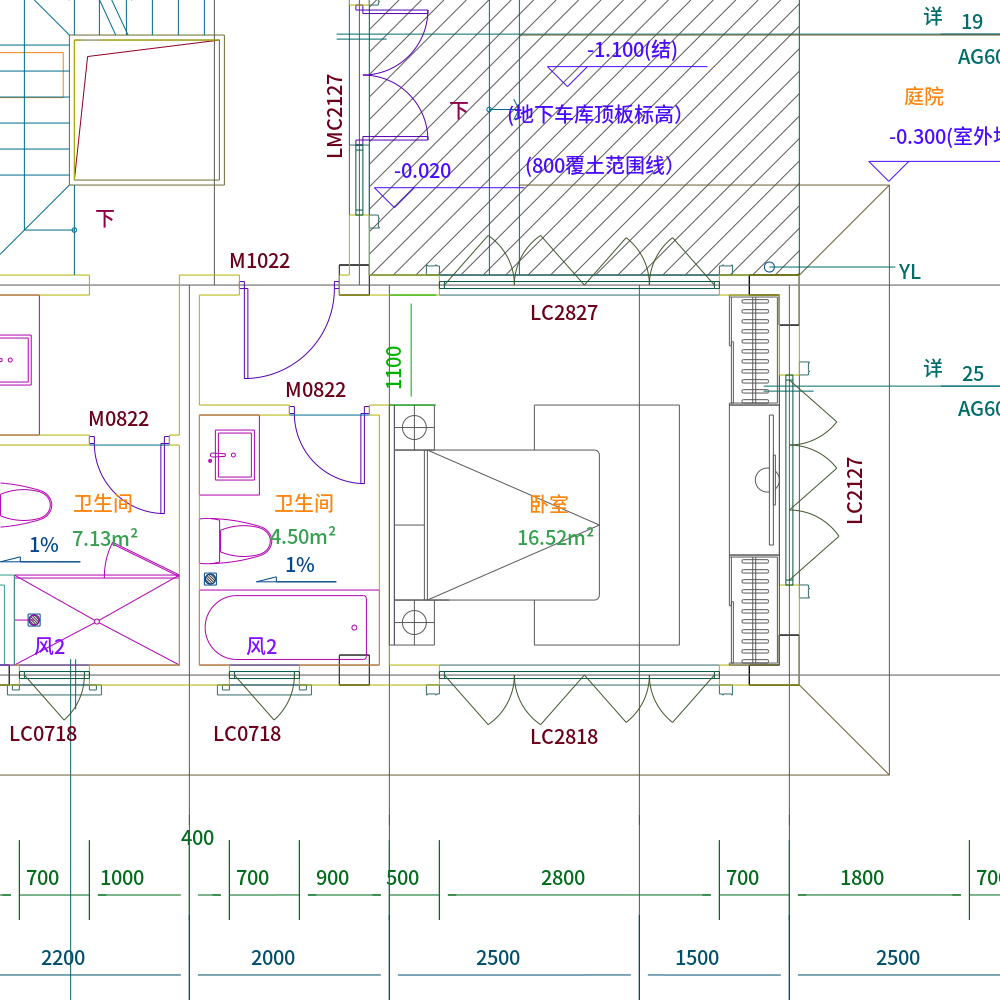 详 19
AG60
-1.100(结)
LMC2127
下
(地下车库顶板标高）
庭院
-0.300(室外地
-0.020
(800覆土范围线）
下
M1022
YL
LC2827
1100
详 25
AG60
M0822
M0822
LC2127
卫生间
7.13m²
1%
卫生间
4.50m²
1%
卧室
16.52m²
风2
风2
LC0718
LC0718
LC2818
400
700 1000 700 900 500 2800 700 1800 700
2200 2000 2500 1500 2500